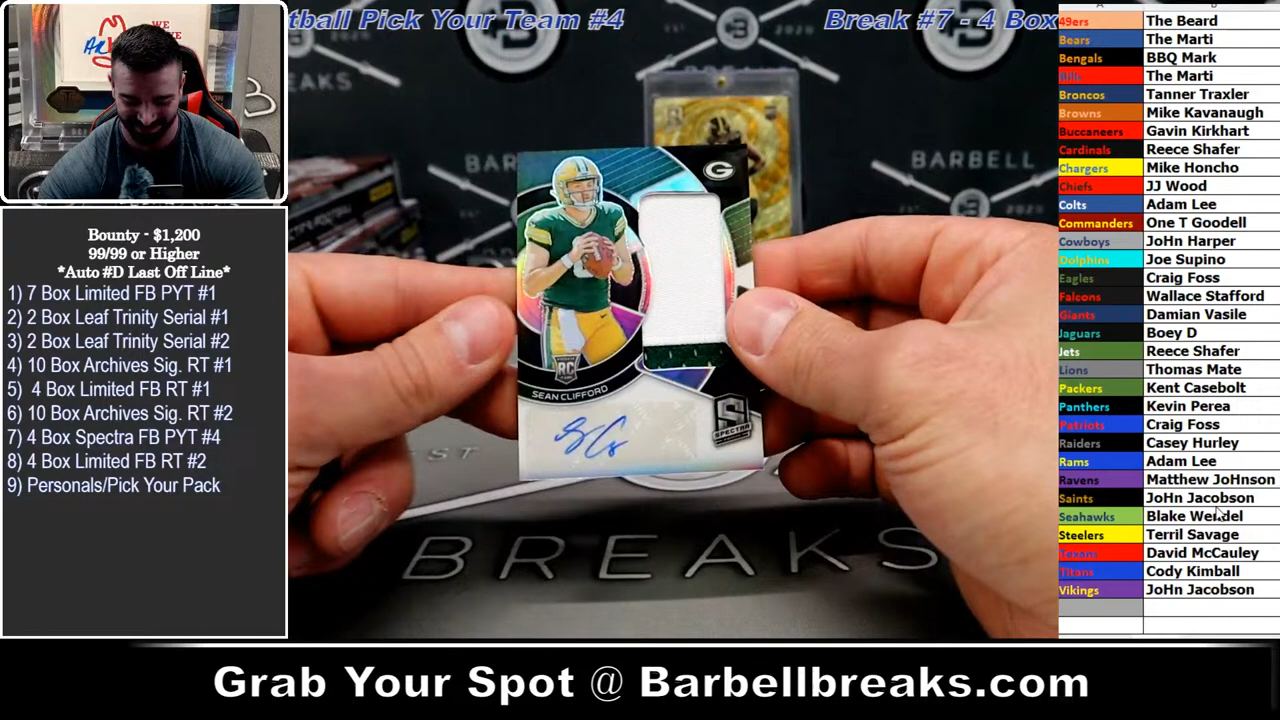 tball Pick Your Team #4
Break #7 - 4 Box
Bounty - $1,200
99/99 or Higher
*Auto #D Last Off Line*
1) 7 Box Limited FB PYT #1
2) 2 Box Leaf Trinity Serial #1
3) 2 Box Leaf Trinity Serial #2
4) 10 Box Archives Sig. RT #1
5) 4 Box Limited FB RT #1
6) 10 Box Archives Sig. RT #2
7) 4 Box Spectra FB PYT #4
8) 4 Box Limited FB RT #2
9) Personals/Pick Your Pack
BREAKS
BARBELL
G
RC
SEAN CLIFFORD
SPECTRA
BREAKS
49ers The Beard
Bears The Marti
Bengals BBQ Mark
Bills The Marti
Broncos Tanner Traxler
Browns Mike Kavanaugh
Buccaneers Gavin Kirkhart
Cardinals Reece Shafer
Chargers Mike Honcho
Chiefs JJ Wood
Colts Adam Lee
Commanders One T Goodell
Cowboys JoHn Harper
Dolphins Joe Supino
Eagles Craig Foss
Falcons Wallace Stafford
Giants Damian Vasile
Jaguars Boey D
Jets Reece Shafer
Lions Thomas Mate
Packers Kent Casebolt
Panthers Kevin Perea
Patriots Craig Foss
Raiders Casey Hurley
Rams Adam Lee
Ravens Matthew JoHnson
Saints JoHn Jacobson
Seahawks Blake Wendel
Steelers Terril Savage
Texans David McCauley
Titans Cody Kimball
Vikings JoHn Jacobson
Grab Your Spot @ Barbellbreaks.com